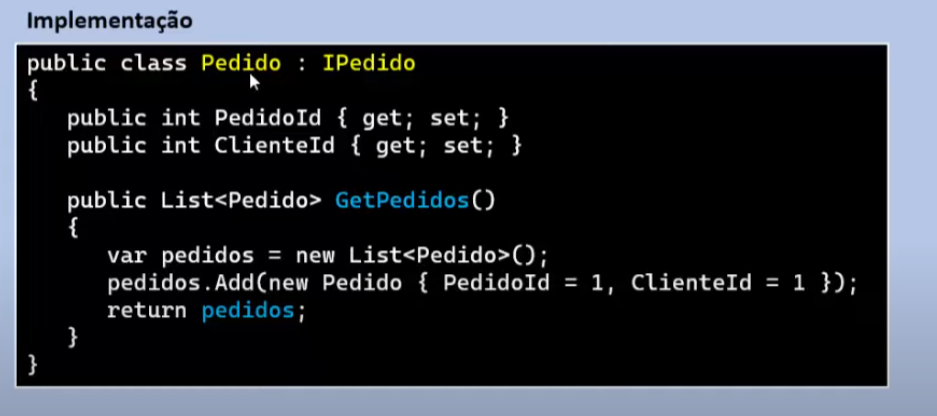 Implementação
public class Pedido : IPedido
{
public int PedidoId { get; set; }
public int ClienteId { get; set; }
public List<Pedido> GetPedidos()
{
var pedidos = new List<Pedido>();
pedidos.Add(new Pedido { PedidoId = 1, ClienteId = 1 });
return pedidos;
}
}